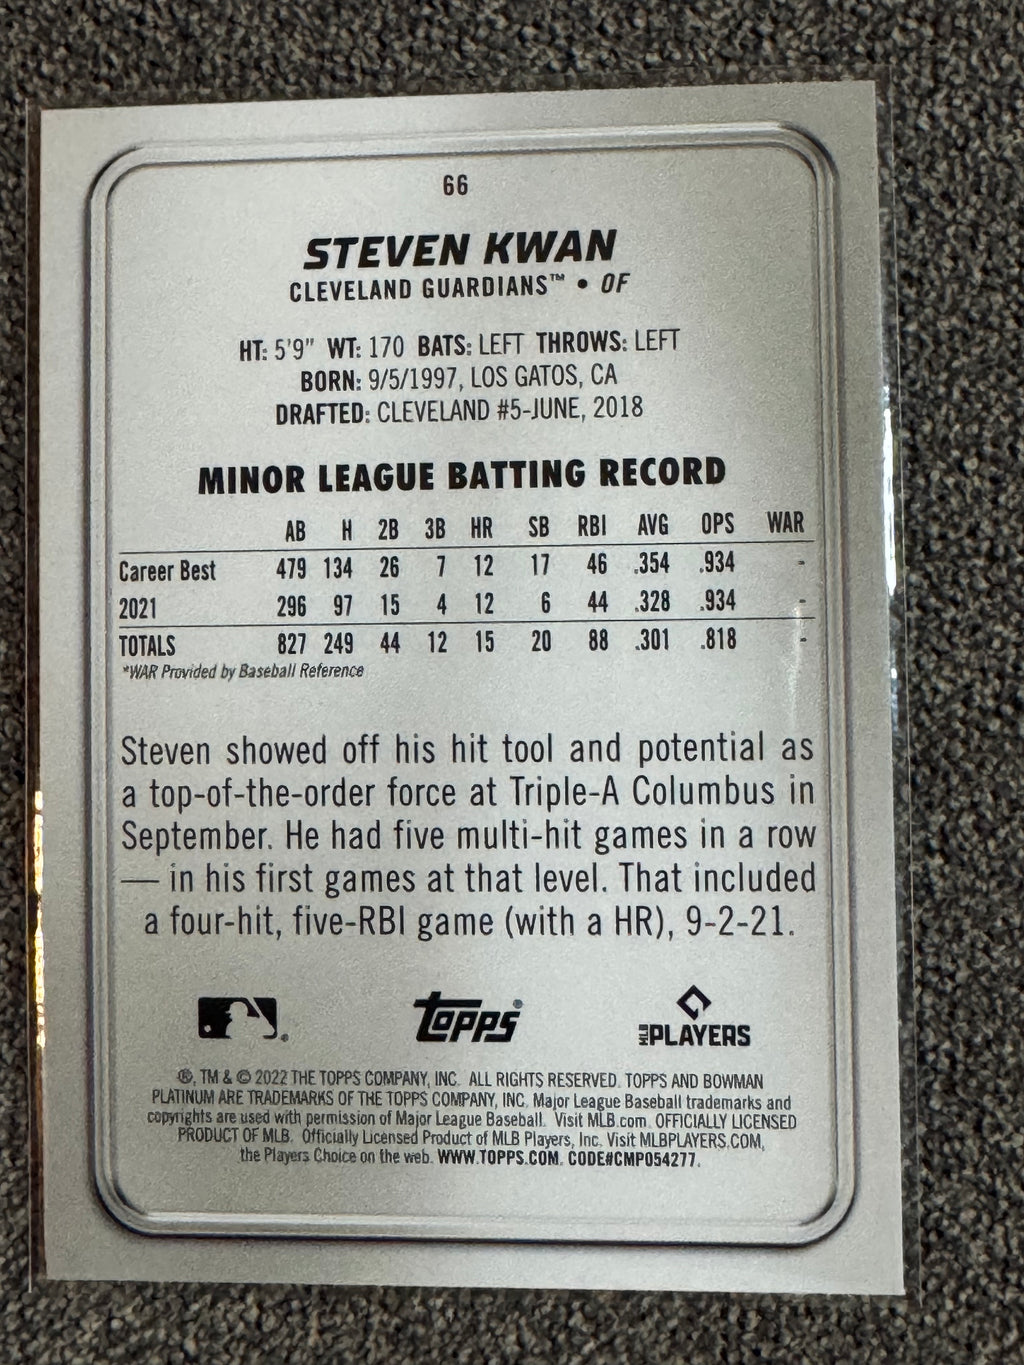 66
STEVEN KWAN
CLEVELAND GUARDIANS™ • OF
HT: 5'9" WT: 170 BATS: LEFT THROWS: LEFT
BORN: 9/5/1997, LOS GATOS, CA
DRAFTED: CLEVELAND #5-JUNE, 2018
MINOR LEAGUE BATTING RECORD
AB H 2B 3B HR SB RBI AVG OPS WAR
Career Best 479 134 26 7 12 17 46 .354 .934 -
2021 296 97 15 4 12 6 44 .328 .934 -
TOTALS 827 249 44 12 15 20 88 .301 .818 -
*WAR Provided by Baseball Reference
Steven showed off his hit tool and potential as
a top-of-the-order force at Triple-A Columbus in
September. He had five multi-hit games in a row
— in his first games at that level. That included
a four-hit, five-RBI game (with a HR), 9-2-21.
Topps® MLB PLAYERS
®, TM & © 2022 THE TOPPS COMPANY, INC. ALL RIGHTS RESERVED. TOPPS AND BOWMAN
PLATINUM ARE TRADEMARKS OF THE TOPPS COMPANY, INC. Major League Baseball trademarks and
copyrights are used with permission of Major League Baseball. Visit MLB.com. OFFICIALLY LICENSED
PRODUCT OF MLB. Officially Licensed Product of MLB Players, Inc. Visit MLBPLAYERS.COM,
the Players Choice on the web. WWW.TOPPS.COM. CODE#CMP054277.